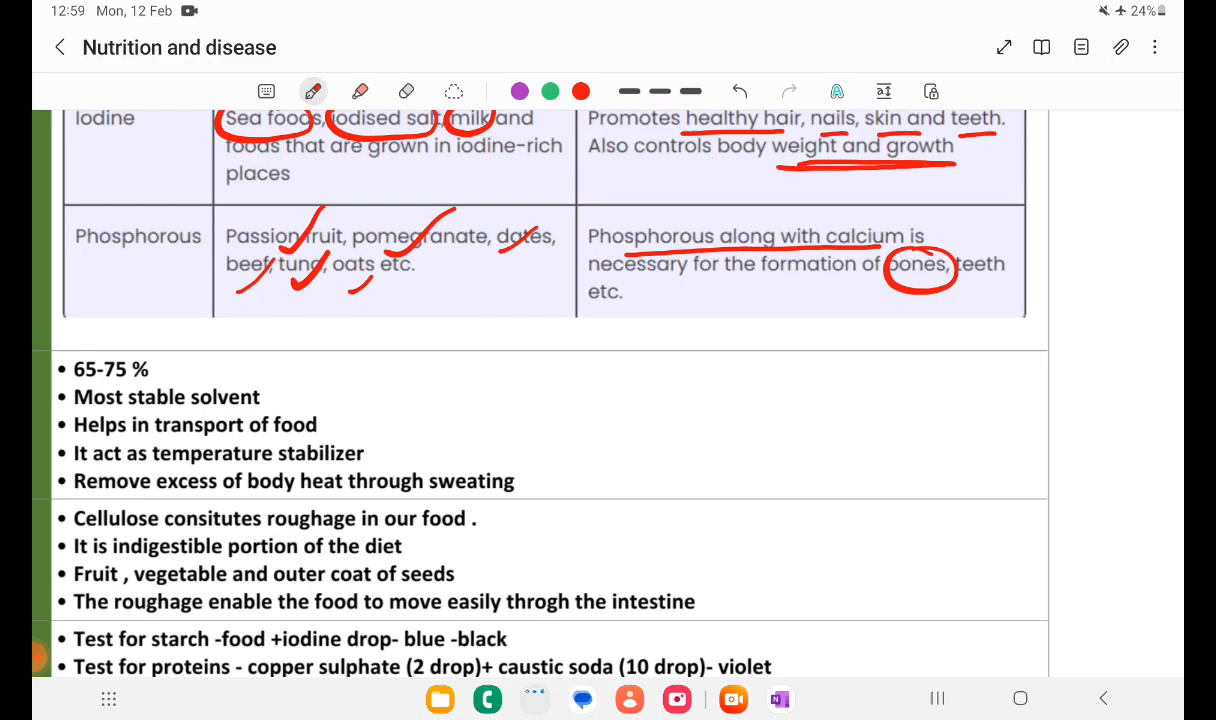 12:59 Mon, 12 Feb 24%
Nutrition and disease
Iodine
Sea foods, iodised salt, milk and
foods that are grown in iodine-rich
places
Promotes healthy hair, nails, skin and teeth.
Also controls body weight and growth
Phosphorous
Passion fruit, pomegranate, dates,
beef, tuna, oats etc.
Phosphorous along with calcium is
necessary for the formation of bones, teeth
etc.
• 65-75 %
• Most stable solvent
• Helps in transport of food
• It act as temperature stabilizer
• Remove excess of body heat through sweating
• Cellulose consitutes roughage in our food .
• It is indigestible portion of the diet
• Fruit , vegetable and outer coat of seeds
• The roughage enable the food to move easily throgh the intestine
• Test for starch -food +iodine drop- blue -black
• Test for proteins - copper sulphate (2 drop)+ caustic soda (10 drop)- violet